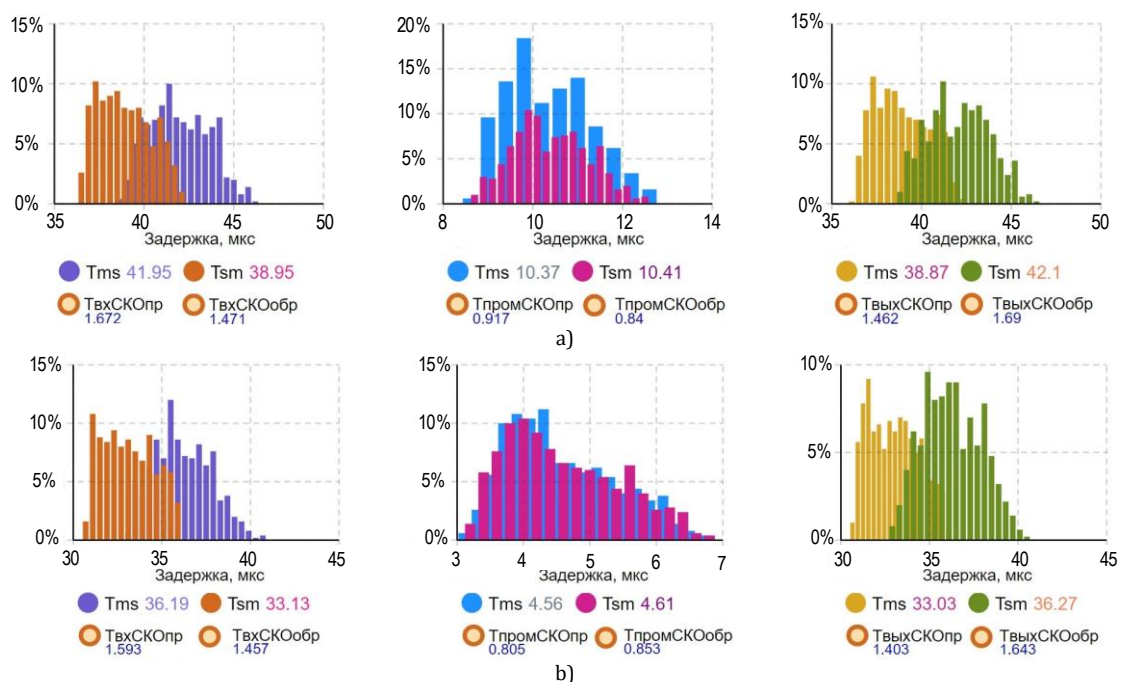 15%
10%
5%
0%
35 40 45 50
Задержка, мкс
Tms 41.95 Tsm 38.95
ТвхСКОпр ТвхСКОобр
1.672 1.471
20%
15%
10%
5%
0%
8 10 12 14
Задержка, мкс
Tms 10.37 Tsm 10.41
ТпромСКОпр ТпромСКОобр
0.917 0.84
15%
10%
5%
0%
35 40 45 50
Задержка, мкс
Tms 38.87 Tsm 42.1
ТвыхСКОпр ТвыхСКОобр
1.462 1.69
a)
15%
10%
5%
0%
30 35 40 45
Задержка, мкс
Tms 36.19 Tsm 33.13
ТвхСКОпр ТвхСКОобр
1.593 1.457
15%
10%
5%
0%
3 4 5 6 7
Задержка, мкс
Tms 4.56 Tsm 4.61
ТпромСКОпр ТпромСКОобр
0.805 0.853
10%
5%
0%
30 35 40 45
Задержка, мкс
Tms 33.03 Tsm 36.27
ТвыхСКОпр ТвыхСКОобр
1.403 1.643
b)